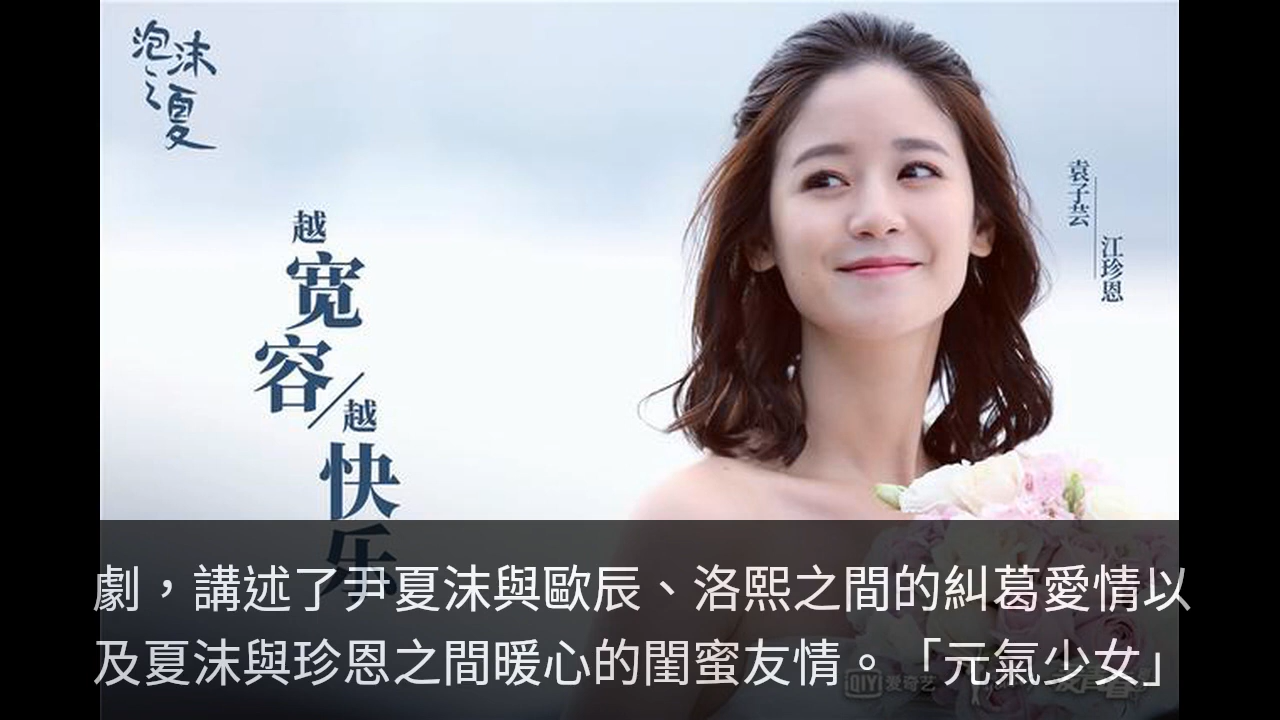 泡沫之夏
越
宽
容
越
快
乐
袁子芸
江珍恩
劇，講述了尹夏沫與歐辰、洛熙之間的糾葛愛情以
及夏沫與珍恩之間暖心的閨蜜友情。「元氣少女」
QIY 爱奇艺